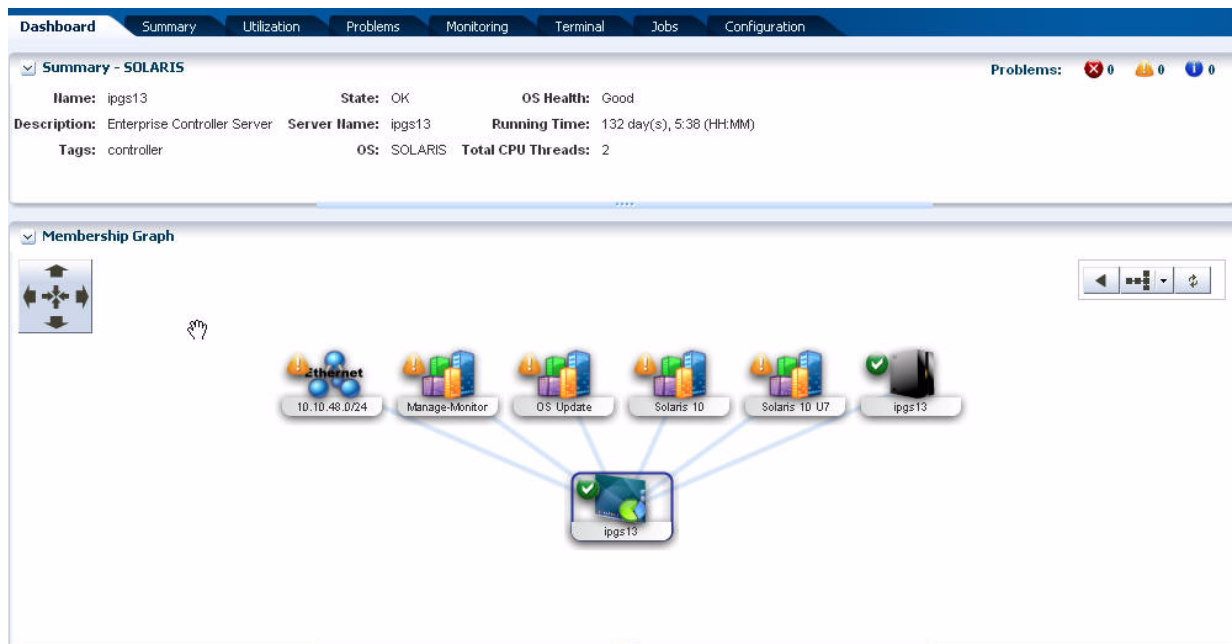 Dashboard Summary Utilization Problems Monitoring Terminal Jobs Configuration
Summary - SOLARIS
Problems: 0 0 0
Name: ipgs13 State: OK OS Health: Good
Description: Enterprise Controller Server Server Name: ipgs13 Running Time: 132 day(s), 5:38 (HH:MM)
Tags: controller OS: SOLARIS Total CPU Threads: 2
Membership Graph
Ethernet
10.10.48.0/24 Manage-Monitor OS Update Solaris 10 Solaris 10 U7 ipgs13
ipgs13